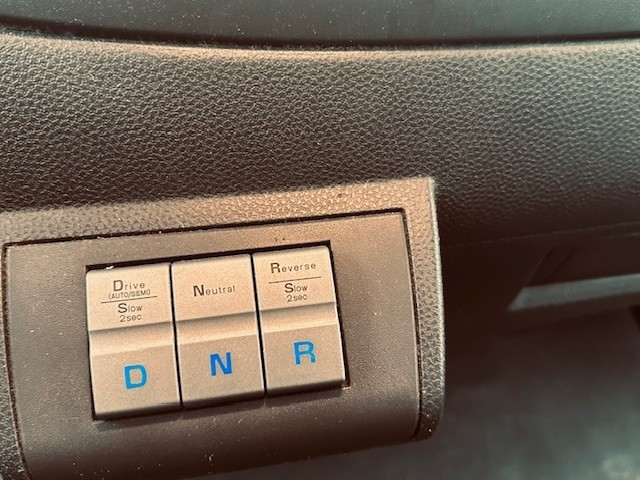 Drive
(AUTO/SEMI)
Slow
2sec
D
Neutral
N
Reverse
Slow
2sec
R